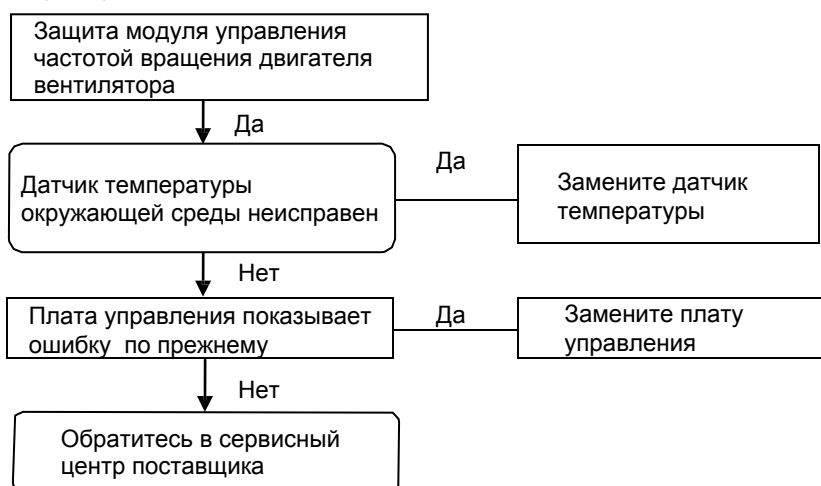 Защита модуля управления
частотой вращения двигателя
вентилятора
Да
Датчик температуры
окружающей среды неисправен
Да
Замените датчик
температуры
Нет
Плата управления показывает
ошибку по прежнему
Да
Замените плату
управления
Нет
Обратитесь в сервисный
центр поставщика